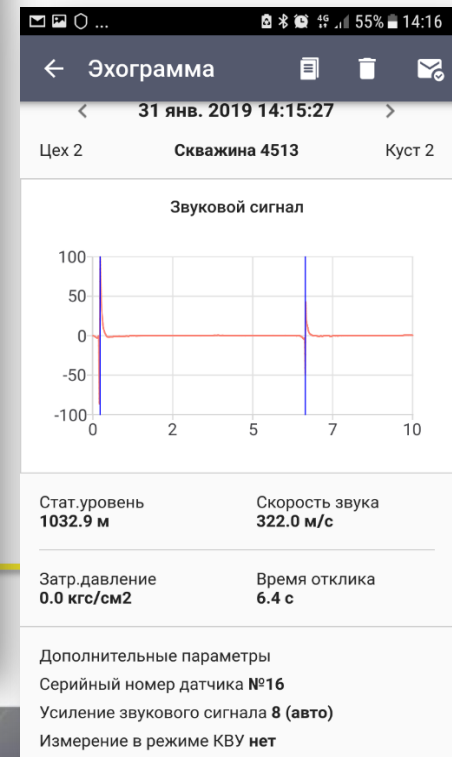 ... 4G 55% 14:16
Эхограмма
31 янв. 2019 14:15:27
Цех 2 Скважина 4513 Куст 2
Звуковой сигнал
100
50
0
-50
-100
0 2 5 7 10
Стат.уровень Скорость звука
1032.9 м 322.0 м/с
Затр.давление Время отклика
0.0 кгс/см2 6.4 с
Дополнительные параметры
Серийный номер датчика №16
Усиление звукового сигнала 8 (авто)
Измерение в режиме КВУ нет